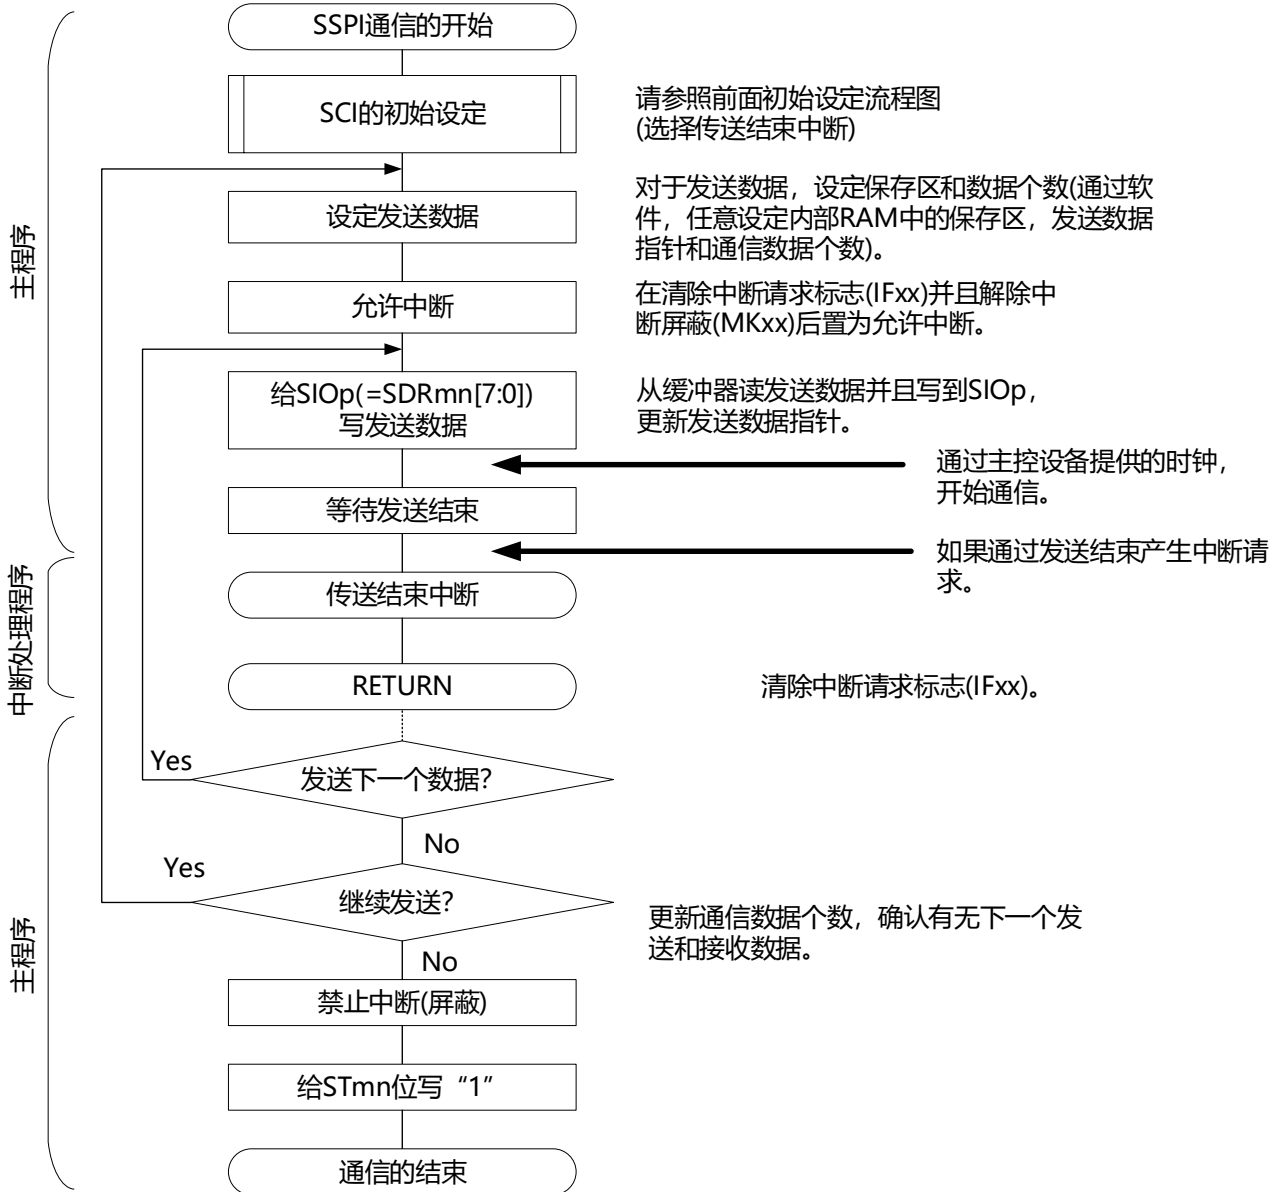 SSPI通信的开始
SCI的初始设定
请参照前面初始设定流程图
(选择传送结束中断)
设定发送数据
对于发送数据，设定保存区和数据个数(通过软
件，任意设定内部RAM中的保存区，发送数据
指针和通信数据个数)。
主程序
允许中断
在清除中断请求标志(IFxx)并且解除中
断屏蔽(MKxx)后置为允许中断。
给SIOp(=SDRmn[7:0])
写发送数据
从缓冲器读发送数据并且写到SIOp，
更新发送数据指针。
通过主控设备提供的时钟，
开始通信。
等待发送结束
如果通过发送结束产生中断请
求。
中断处理程序
传送结束中断
RETURN
清除中断请求标志(IFxx)。
Yes
发送下一个数据?
No
Yes
继续发送?
更新通信数据个数，确认有无下一个发
送和接收数据。
主程序
No
禁止中断(屏蔽)
给STmn位写“1”
通信的结束